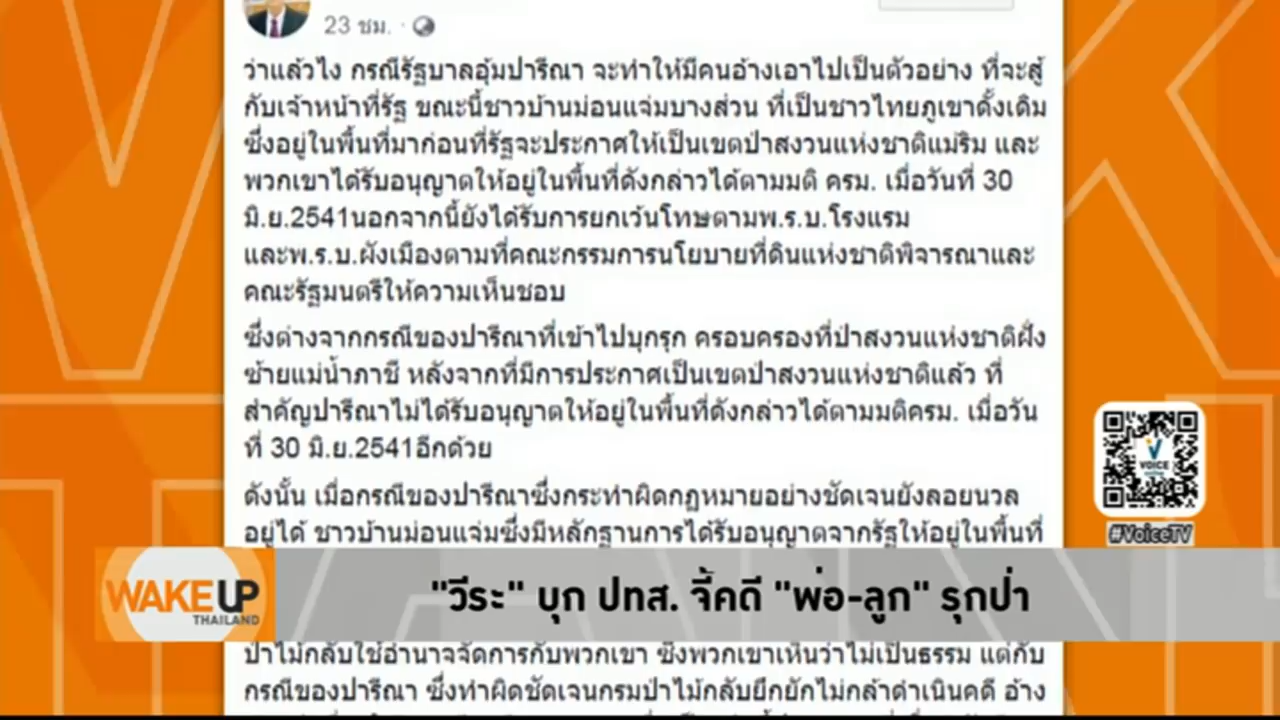 23 ชม.
ว่าแล้วไง กรณีรัฐบาลอุ้มปารีณา จะทำให้มีคนอ้างเอาไปเป็นตัวอย่าง ที่จะสู้
กับเจ้าหน้าที่รัฐ ขณะนี้ชาวบ้านม่อนแจ่มบางส่วน ที่เป็นชาวไทยภูเขาดั้งเดิม
ซึ่งอยู่ในพื้นที่มาก่อนที่รัฐจะประกาศให้เป็นเขตป่าสงวนแห่งชาติแม่ริม และ
พวกเขาได้รับอนุญาตให้อยู่ในพื้นที่ดังกล่าวได้ตามมติ ครม. เมื่อวันที่ 30
มิ.ย.2541นอกจากนี้ยังได้รับการยกเว้นโทษตามพ.ร.บ.โรงแรม
และพ.ร.บ.ผังเมืองตามที่คณะกรรมการนโยบายที่ดินแห่งชาติพิจารณาและ
คณะรัฐมนตรีให้ความเห็นชอบ
ซึ่งต่างจากกรณีของปารีณาที่เข้าไปบุกรุก ครอบครองที่ป่าสงวนแห่งชาติฝั่ง
ซ้ายแม่น้ำภาชี หลังจากที่มีการประกาศเป็นเขตป่าสงวนแห่งชาติแล้ว ที่
สำคัญปารีณาไม่ได้รับอนุญาตให้อยู่ในพื้นที่ดังกล่าวได้ตามมติครม. เมื่อวัน
ที่ 30 มิ.ย.2541อีกด้วย
ดังนั้น เมื่อกรณีของปารีณาซึ่งกระทำผิดกฎหมายอย่างชัดเจนยังลอยนวล
อยู่ได้ ชาวบ้านม่อนแจ่มซึ่งมีหลักฐานการได้รับอนุญาตจากรัฐให้อยู่ในพื้นที่
VOICE
online
#VoiceTV
WAKE UP
THAILAND
"วีระ" บุก ปทส. จี้คดี "พ่อ-ลูก" รุกป่า
ป่าไม้กลับใช้อำนาจจัดการกับพวกเขา ซึ่งพวกเขาเห็นว่าไม่เป็นธรรม แต่กับ
กรณีของปารีณา ซึ่งทำผิดชัดเจนกรมป่าไม้กลับยึกยักไม่กล้าดำเนินคดี อ้าง